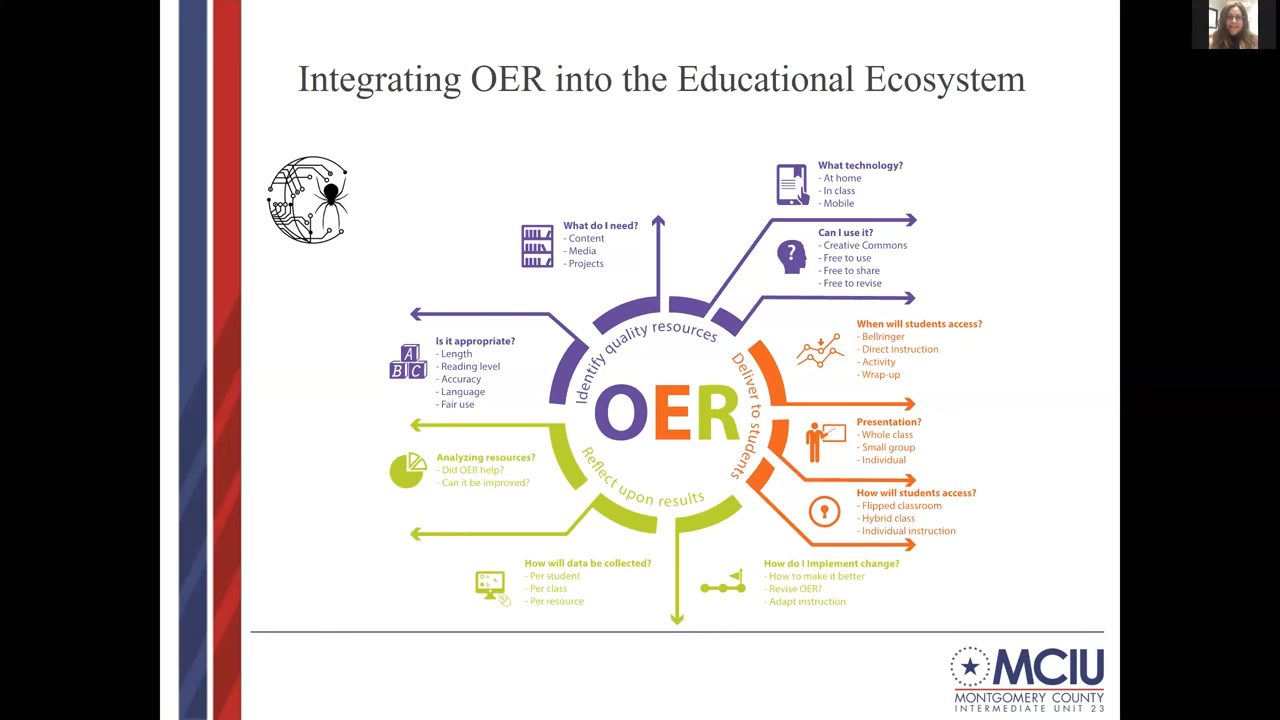 Integrating OER into the Educational Ecosystem
What technology?
- At home
- In class
- Mobile
What do I need?
- Content
- Media
- Projects
Can I use it?
- Creative Commons
- Free to use
- Free to share
- Free to revise
Is it appropriate?
- Length
- Reading level
- Accuracy
- Language
- Fair use
A
B C
?
Identify quality resources
Deliver to students
Reflect upon results
OER
When will students access?
- Bellringer
- Direct Instruction
- Activity
- Wrap-up
Presentation?
- Whole class
- Small group
- Individual
Analyzing resources?
- Did OER help?
- Can it be improved?
How will students access?
- Flipped classroom
- Hybrid class
- Individual instruction
How will data be collected?
- Per student
- Per class
- Per resource
How do I Implement change?
- How to make it better
- Revise OER?
- Adapt instruction
MCIU
MONTGOMERY COUNTY
INTERMEDIATE UNIT 23